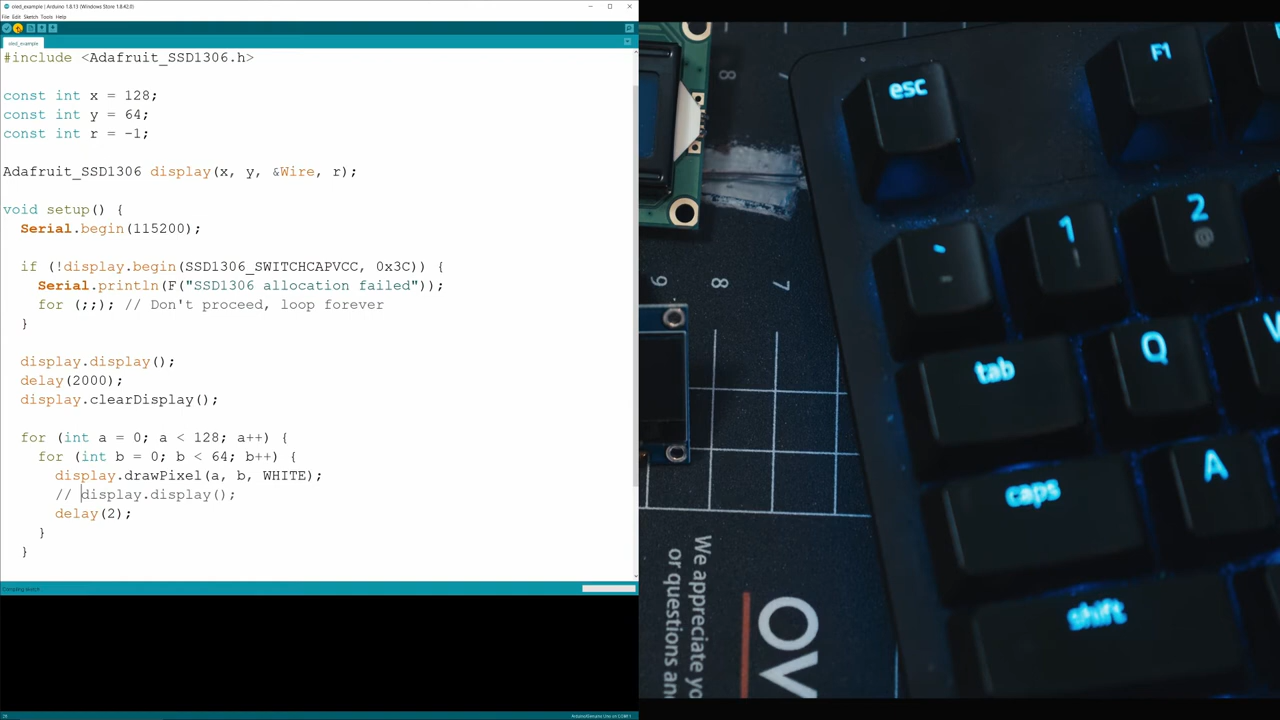 oled_example | Arduino 1.8.13 (Windows Store 1.8.42.0)
File Edit Sketch Tools Help
oled_example
#include <Adafruit_SSD1306.h>
const int x = 128;
const int y = 64;
const int r = -1;
Adafruit_SSD1306 display(x, y, &Wire, r);
void setup() {
Serial.begin(115200);
if (!display.begin(SSD1306_SWITCHCAPVCC, 0x3C)) {
Serial.println(F("SSD1306 allocation failed"));
for (;;); // Don't proceed, loop forever
}
display.display();
delay(2000);
display.clearDisplay();
for (int a = 0; a < 128; a++) {
for (int b = 0; b < 64; b++) {
display.drawPixel(a, b, WHITE);
// display.display();
delay(2);
}
}
Compiling sketch
esc
F1
8
` 1 2
~ @
9 8 7
tab Q W
caps A
shift
We appreciate yo
or questions and
OV